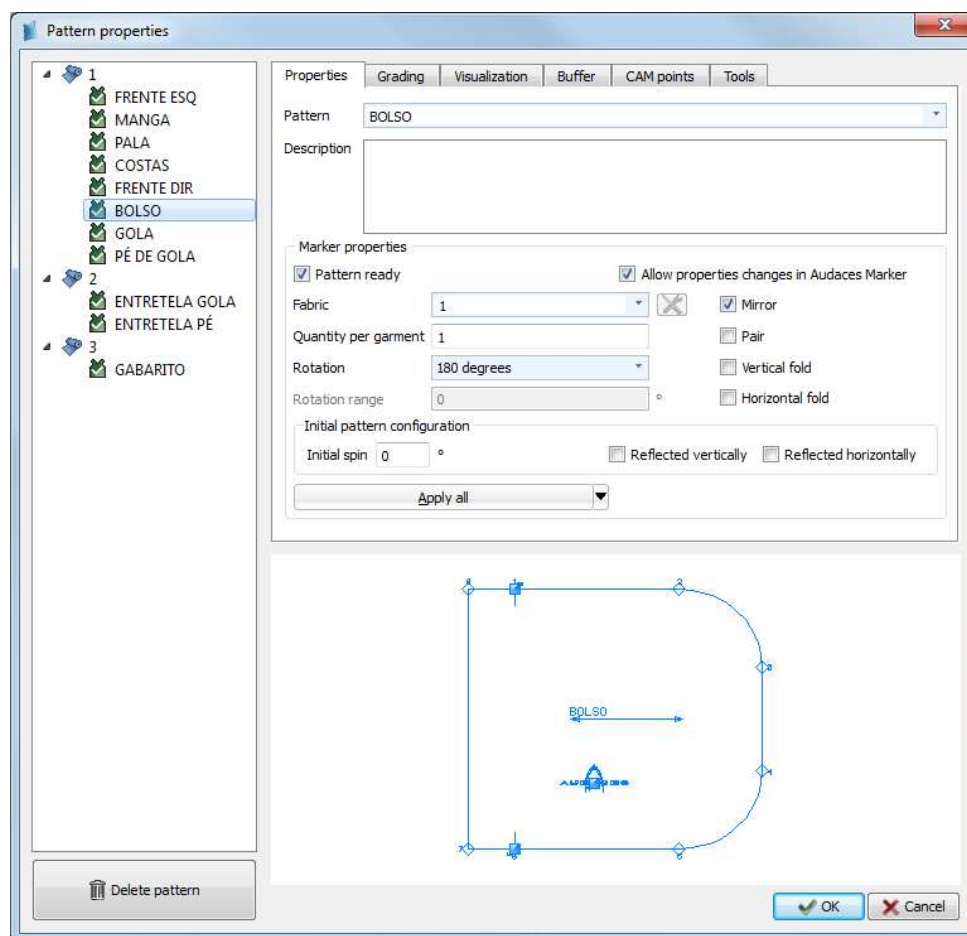 Pattern properties
1
FRENTE ESQ
MANGA
PALA
COSTAS
FRENTE DIR
BOLSO
GOLA
PÉ DE GOLA
2
ENTRETELA GOLA
ENTRETELA PÉ
3
GABARITO
Delete pattern
Properties Grading Visualization Buffer CAM points Tools
Pattern BOLSO
Description
Marker properties
Pattern ready Allow properties changes in Audaces Marker
Fabric 1 Mirror
Quantity per garment 1 Pair
Rotation 180 degrees Vertical fold
Rotation range 0 ° Horizontal fold
Initial pattern configuration
Initial spin 0 ° Reflected vertically Reflected horizontally
Apply all
BOLSO
OK Cancel